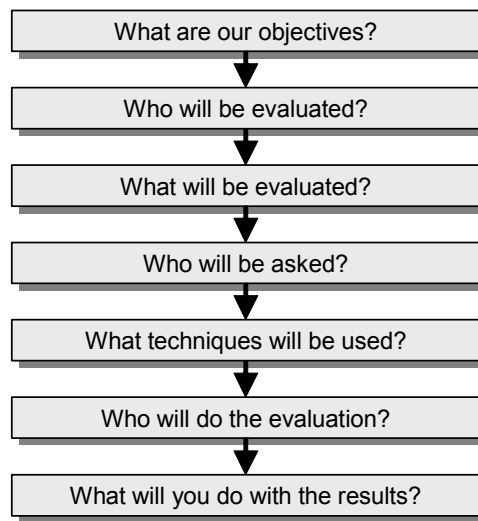 What are our objectives?
Who will be evaluated?
What will be evaluated?
Who will be asked?
What techniques will be used?
Who will do the evaluation?
What will you do with the results?